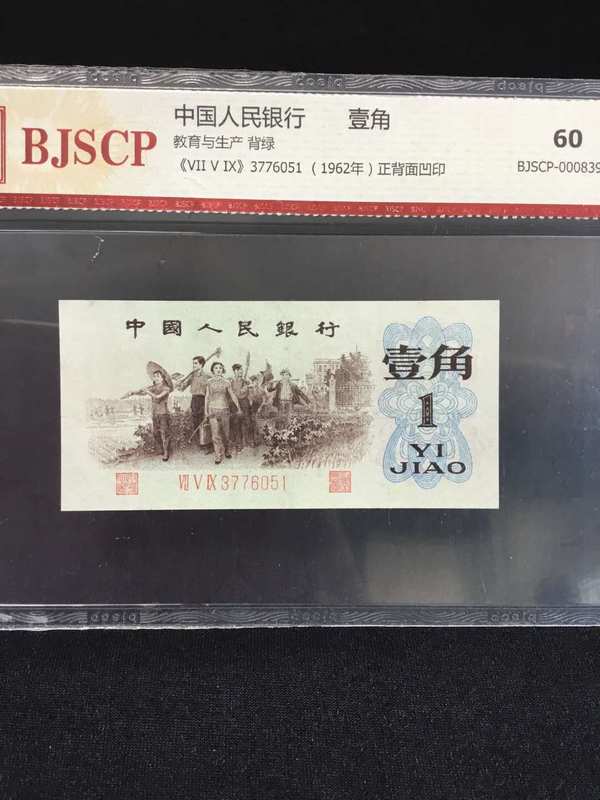 BJSCP
中国人民银行 壹角
教育与生产 背绿
《VII V IX》3776051 (1962年) 正背面凹印
60
BJSCP-000839
中國人民銀行
壹角
1
YI
JIAO
Ⅶ Ⅴ Ⅸ 3776051